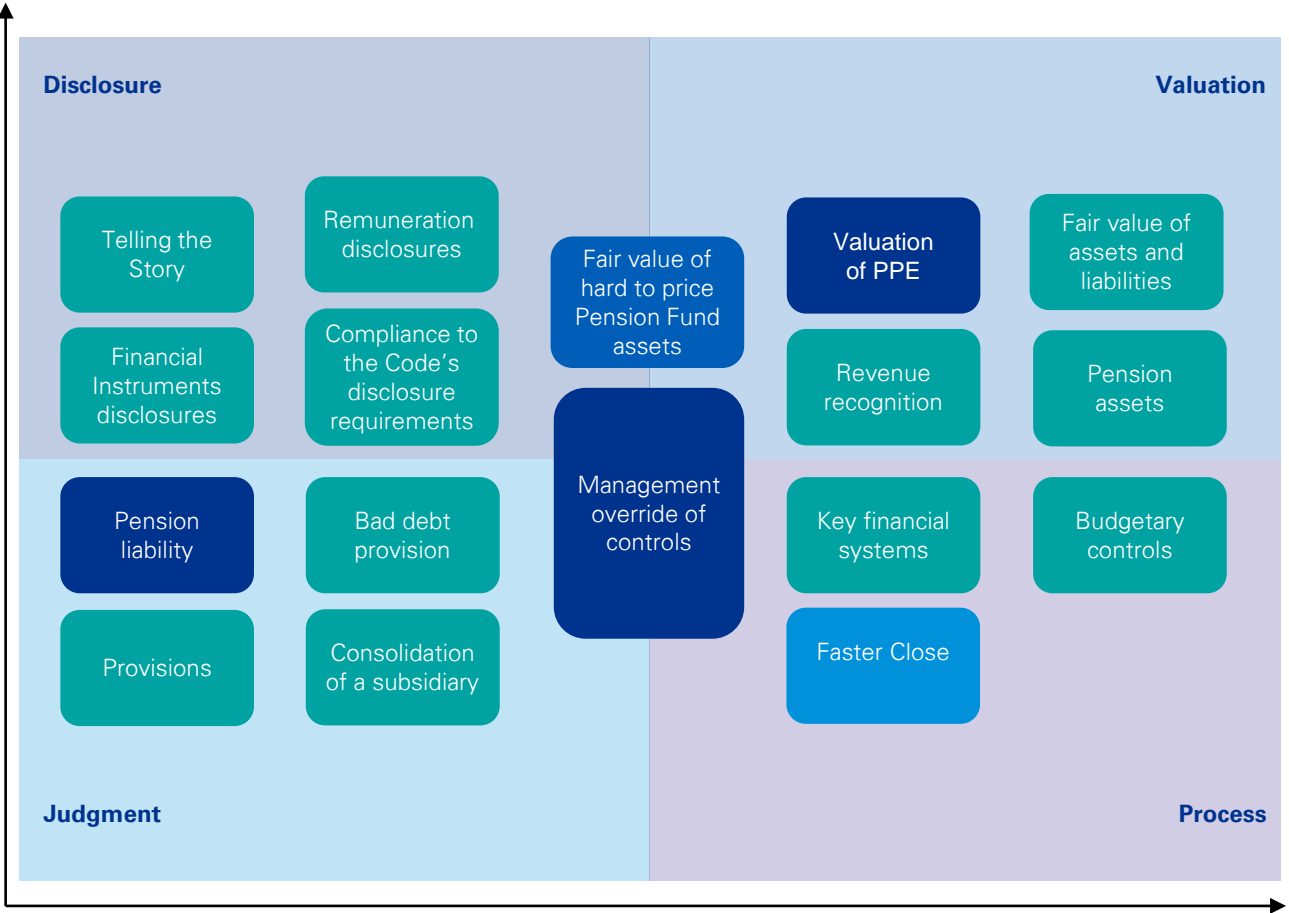 Disclosure
Valuation
Telling the
Story
Remuneration
disclosures
Financial
Instruments
disclosures
Compliance to
the Code's
disclosure
requirements
Fair value of
hard to price
Pension Fund
assets
Valuation
of PPE
Fair value of
assets and
liabilities
Revenue
recognition
Pension
assets
Management
override of
controls
Pension
liability
Bad debt
provision
Provisions
Consolidation
of a subsidiary
Key financial
systems
Budgetary
controls
Faster Close
Judgment
Process